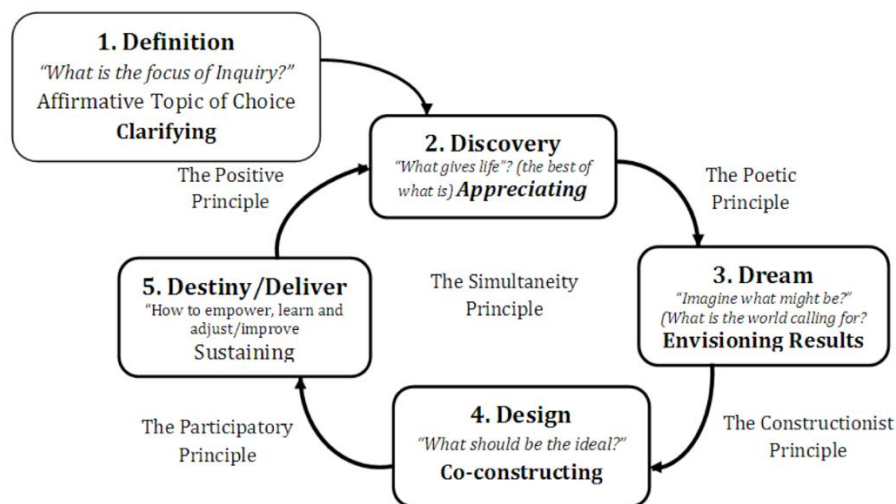 1. Definition
“What is the focus of Inquiry?”
Affirmative Topic of Choice
Clarifying
2. Discovery
“What gives life”? (the best of
what is) Appreciating
The Positive
Principle
The Poetic
Principle
5. Destiny/Deliver
“How to empower, learn and
adjust/improve
Sustaining
The Simultaneity
Principle
3. Dream
“Imagine what might be?”
(What is the world calling for?
Envisioning Results
4. Design
“What should be the ideal?”
Co-constructing
The Participatory
Principle
The Constructionist
Principle